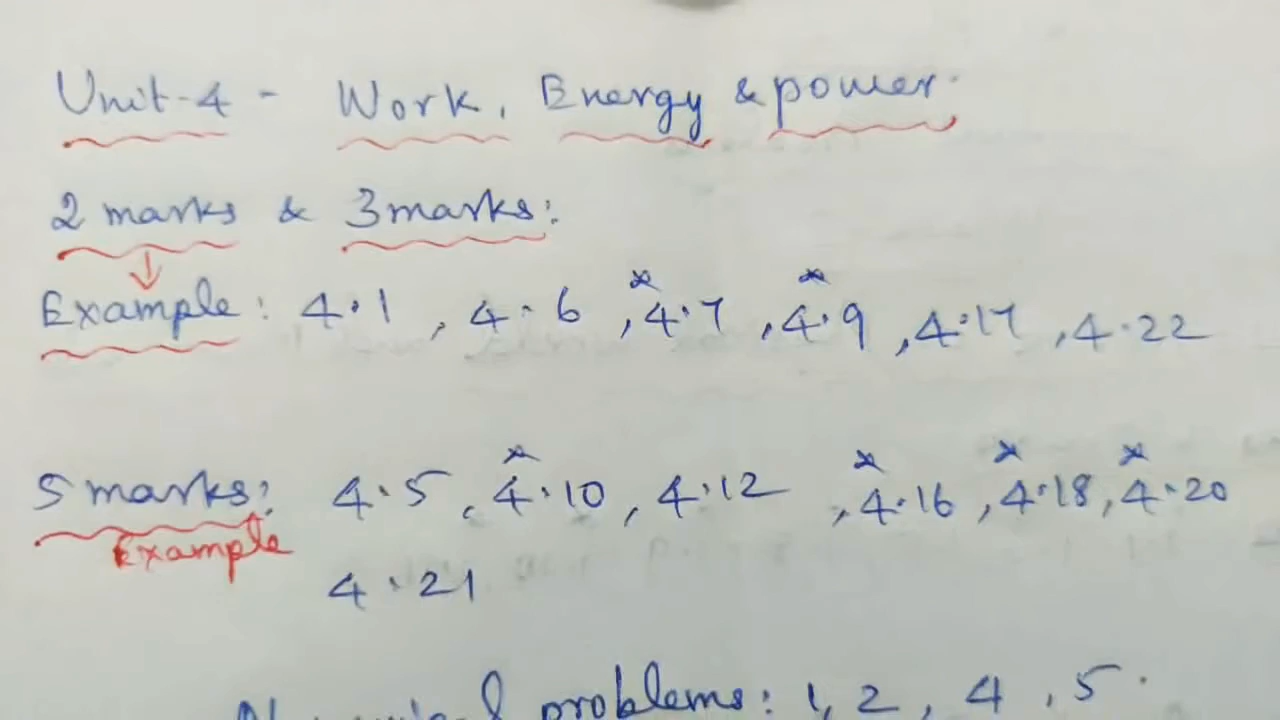 Unit-4 - Work, Energy & power.
2 marks & 3 marks:
Example: 4.1, 4.6, *4.7, *4.9, 4.17, 4.22
5 marks: 4.5, *4.10, 4.12, *4.16, *4.18, *4.20
Example
4.21
Numerical problems: 1, 2, 4, 5.